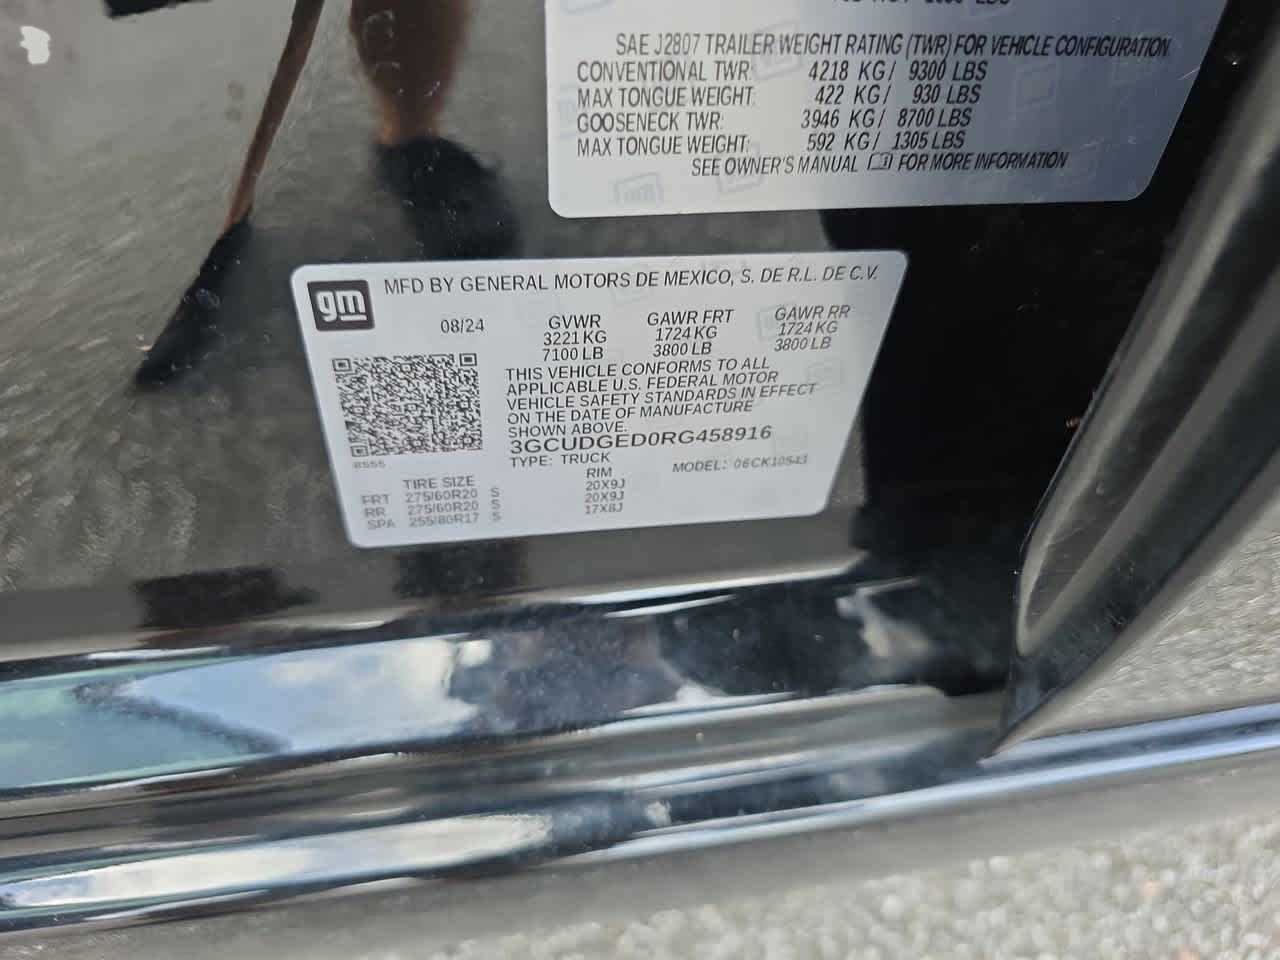 SAE J2807 TRAILER WEIGHT RATING (TWR) FOR VEHICLE CONFIGURATION
CONVENTIONAL TWR: 4218 KG/ 9300 LBS
MAX TONGUE WEIGHT: 422 KG/ 930 LBS
GOOSENECK TWR: 3946 KG/ 8700 LBS
MAX TONGUE WEIGHT: 592 KG/ 1305 LBS
SEE OWNER'S MANUAL FOR MORE INFORMATION
gm
MFD BY GENERAL MOTORS DE MEXICO, S. DE R.L. DE C.V.
08/24
GVWR GAWR FRT GAWR RR
3221 KG 1724 KG 1724 KG
7100 LB 3800 LB 3800 LB
THIS VEHICLE CONFORMS TO ALL
APPLICABLE U.S. FEDERAL MOTOR
VEHICLE SAFETY STANDARDS IN EFFECT
ON THE DATE OF MANUFACTURE
SHOWN ABOVE.
3GCUDGED0RG458916
TYPE: TRUCK MODEL: 06CK10543
TIRE SIZE RIM
FRT 275/60R20 S 20X9J
RR 275/60R20 S 20X9J
SPA 255/80R17 S 17X8J